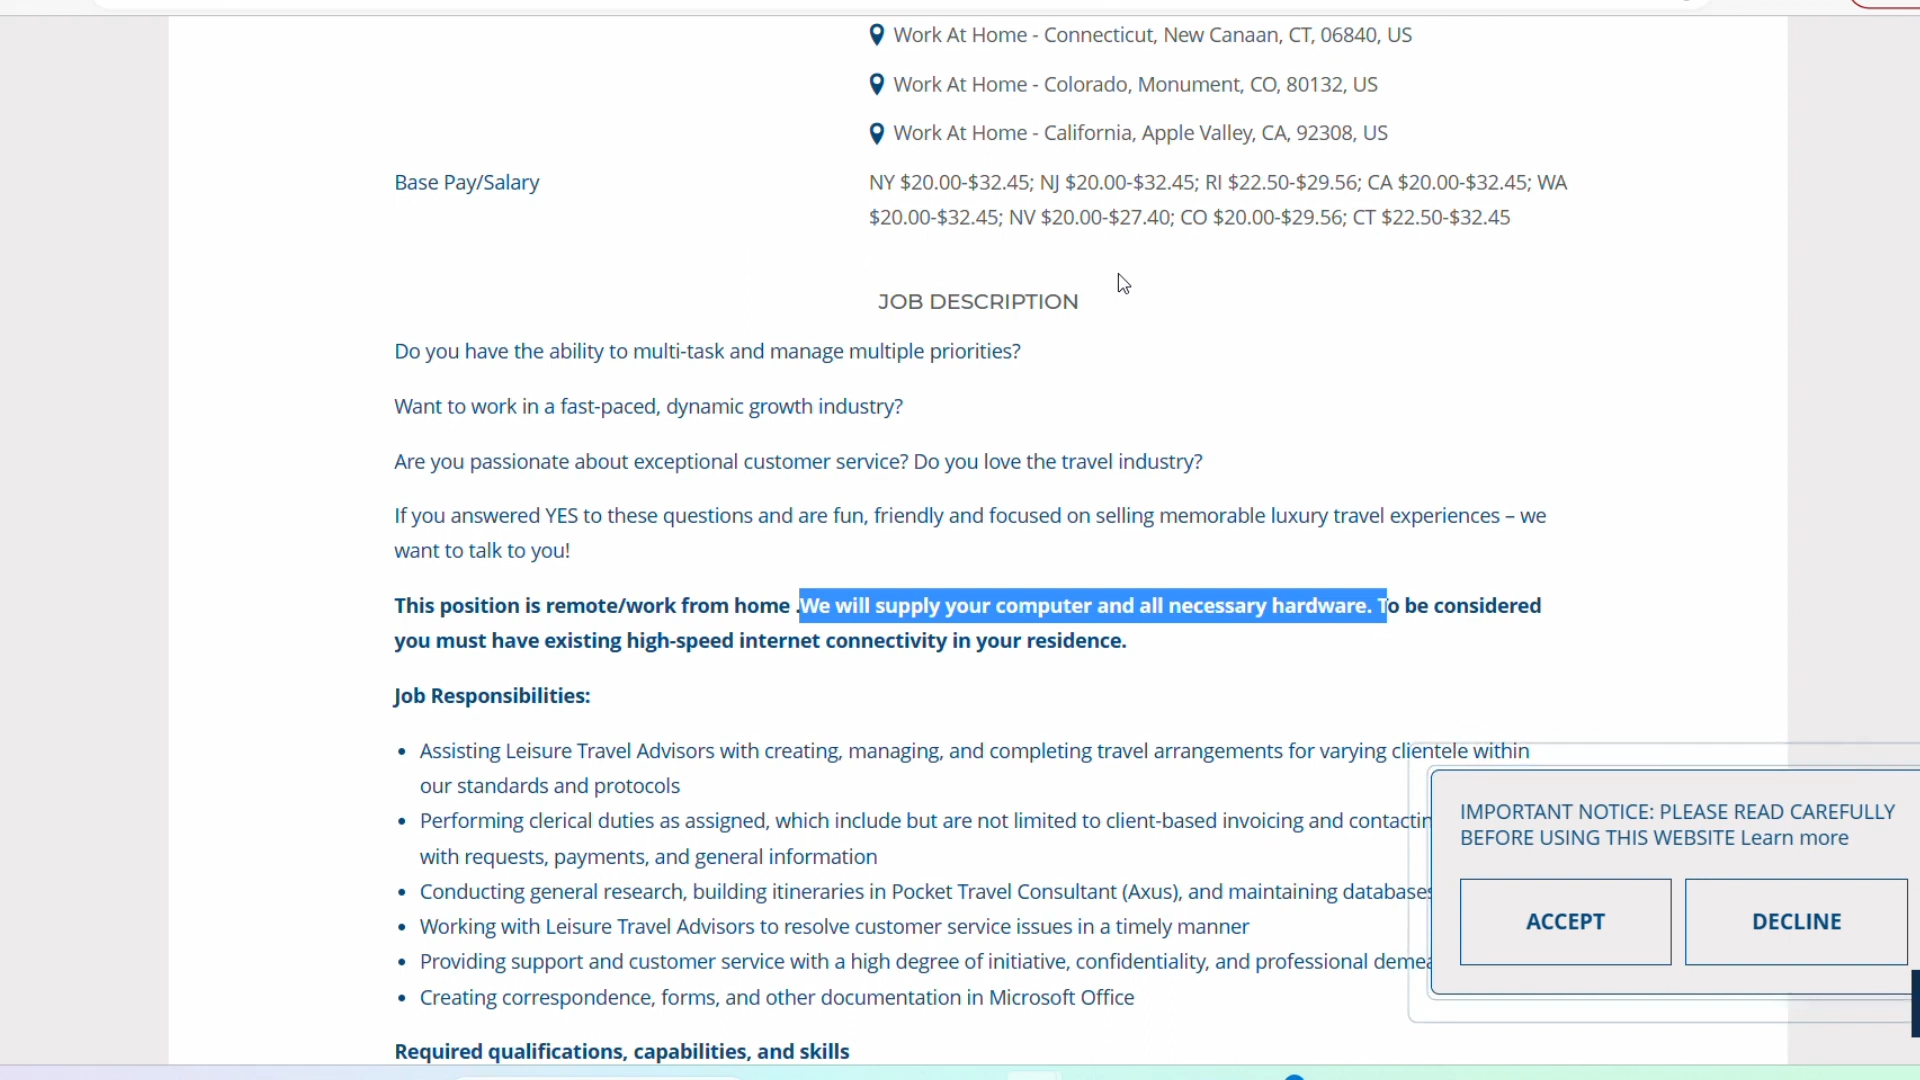 Work At Home - Connecticut, New Canaan, CT, 06840, US
Work At Home - Colorado, Monument, CO, 80132, US
Work At Home - California, Apple Valley, CA, 92308, US
Base Pay/Salary
NY $20.00-$32.45; NJ $20.00-$32.45; RI $22.50-$29.56; CA $20.00-$32.45; WA
$20.00-$32.45; NV $20.00-$27.40; CO $20.00-$29.56; CT $22.50-$32.45
JOB DESCRIPTION
Do you have the ability to multi-task and manage multiple priorities?
Want to work in a fast-paced, dynamic growth industry?
Are you passionate about exceptional customer service? Do you love the travel industry?
If you answered YES to these questions and are fun, friendly and focused on selling memorable luxury travel experiences – we
want to talk to you!
This position is remote/work from home .We will supply your computer and all necessary hardware. To be considered
you must have existing high-speed internet connectivity in your residence.
Job Responsibilities:
• Assisting Leisure Travel Advisors with creating, managing, and completing travel arrangements for varying clientele within
our standards and protocols
• Performing clerical duties as assigned, which include but are not limited to client-based invoicing and contactin
with requests, payments, and general information
• Conducting general research, building itineraries in Pocket Travel Consultant (Axus), and maintaining databases
• Working with Leisure Travel Advisors to resolve customer service issues in a timely manner
• Providing support and customer service with a high degree of initiative, confidentiality, and professional demea
• Creating correspondence, forms, and other documentation in Microsoft Office
Required qualifications, capabilities, and skills
IMPORTANT NOTICE: PLEASE READ CAREFULLY
BEFORE USING THIS WEBSITE Learn more
ACCEPT
DECLINE